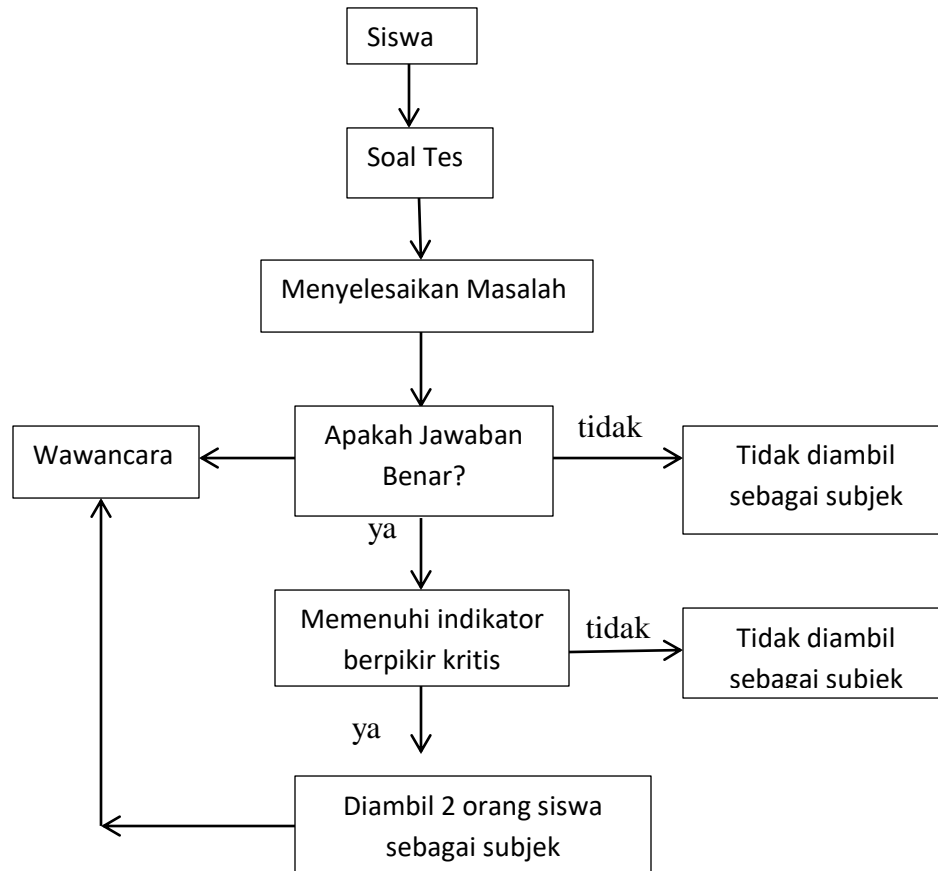 Siswa
Soal Tes
Menyelesaikan Masalah
Apakah Jawaban
Benar?
tidak
Tidak diambil
sebagai subjek
Wawancara
ya
Memenuhi indikator
berpikir kritis
tidak
Tidak diambil
sebagai subjek
ya
Diambil 2 orang siswa
sebagai subjek